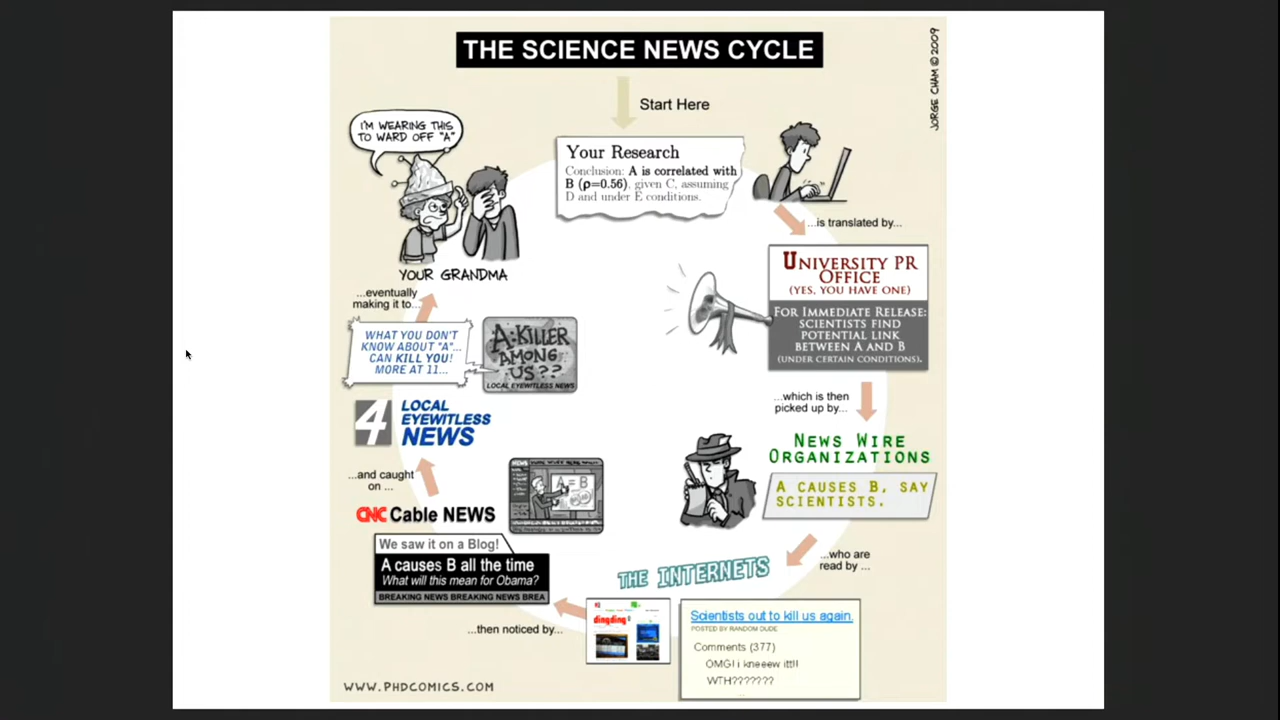 THE SCIENCE NEWS CYCLE
JORGE CHAM © 2009
Start Here
Your Research
Conclusion: A is correlated with
B (ρ=0.56), given C, assuming
D and under E conditions.
...is translated by...
UNIVERSITY PR
OFFICE
(YES, YOU HAVE ONE)
FOR IMMEDIATE RELEASE:
SCIENTISTS FIND
POTENTIAL LINK
BETWEEN A AND B
(UNDER CERTAIN CONDITIONS).
...which is then
picked up by...
NEWS WIRE
ORGANIZATIONS
A CAUSES B, SAY
SCIENTISTS.
...who are
read by ...
THE INTERNETS
Scientists out to kill us again.
POSTED BY RANDOM DUDE
Comments (377)
OMG! i kneeew itt!!
WTH???????
dingding
...then noticed by...
CNC Cable NEWS
We saw it on a Blog!
A causes B all the time
What will this mean for Obama?
BREAKING NEWS BREAKING NEWS BREA
NEWS
A = B
...and caught
on ...
4 LOCAL
EYEWITLESS
NEWS
WHAT YOU DON'T
KNOW ABOUT "A"...
CAN KILL YOU!
MORE AT 11...
A:KILLER
AMONG
US??
LOCAL EYEWITLESS NEWS
...eventually
making it to...
YOUR GRANDMA
I'M WEARING THIS
TO WARD OFF "A"
WWW.PHDCOMICS.COM